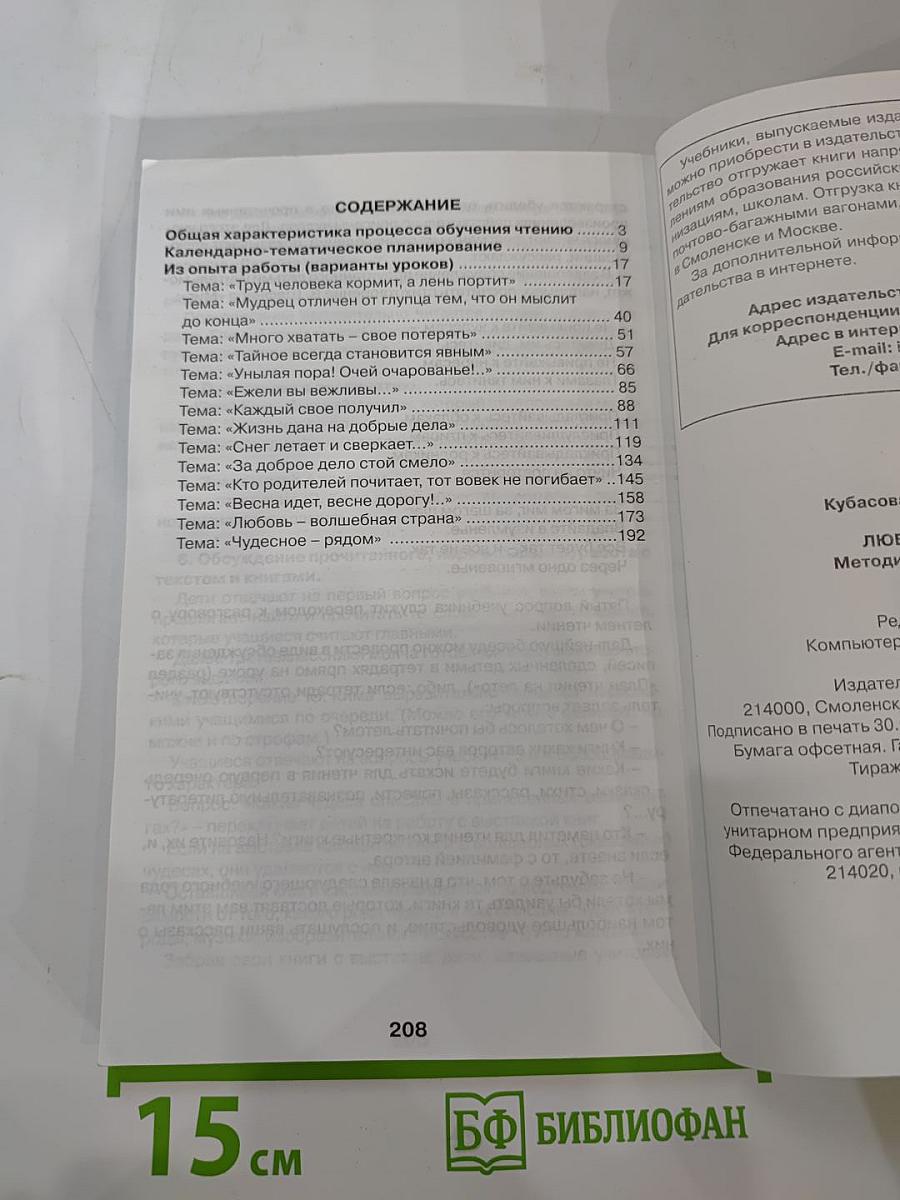 СОДЕРЖАНИЕ
Общая характеристика процесса обучения чтению ....... 3
Календарно-тематическое планирование ....... 9
Из опыта работы (варианты уроков) ....... 17
Тема: «Труд человека кормит, а лень портит» ....... 17
Тема: «Мудрец отличен от глупца тем, что он мыслит
до конца» ....... 40
Тема: «Много хватать – свое потерять» ....... 51
Тема: «Тайное всегда становится явным» ....... 57
Тема: «Унылая пора! Очей очарованье!..» ....... 66
Тема: «Ежели вы вежливы...» ....... 85
Тема: «Каждый свое получил» ....... 88
Тема: «Жизнь дана на добрые дела» ....... 111
Тема: «Снег летает и сверкает...» ....... 119
Тема: «За доброе дело стой смело» ....... 134
Тема: «Кто родителей почитает, тот вовек не погибает» ..145
Тема: «Весна идет, весне дорогу!..» ....... 158
Тема: «Любовь – волшебная страна» ....... 173
Тема: «Чудесное – рядом» ....... 192
208
Учебники, выпускаемые изда
можно приобрести в издательст
тельство отгружает книги напр
лениям образования российск
низациям, школам. Отгрузка кн
почтово-багажными вагонами,
в Смоленске и Москве.
За дополнительной информ
дательства в интернете.
Адрес издательст
Для корреспонденции
Адрес в интер
E-mail: i
Тел./фа
Кубасова
ЛЮБ
Методи
Ре
Компьютер
Издател
214000, Смоленск
Подписано в печать 30.
Бумага офсетная. Га
Тираж
Отпечатано с диапо
унитарном предприя
Федерального агент
214020,
15 см
БФ БИБЛИОФАН